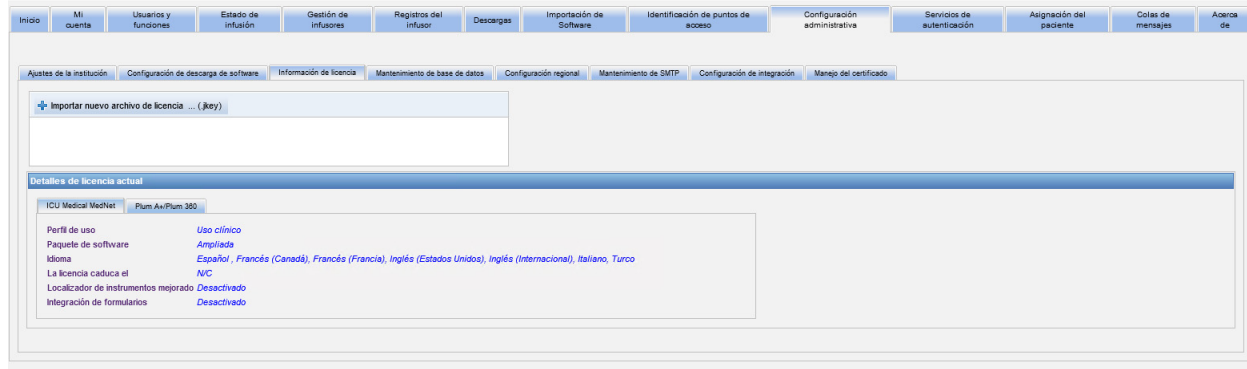 Inicio
Mi cuenta
Usuarios y funciones
Estado de infusión
Gestión de infusores
Registros del infusor
Descargas
Importación de Software
Identificación de puntos de acceso
Configuración administrativa
Servicios de autenticación
Asignación del paciente
Colas de mensajes
Acerca de
Ajustes de la institución
Configuración de descarga de software
Información de licencia
Mantenimiento de base de datos
Configuración regional
Mantenimiento de SMTP
Configuración de integración
Manejo del certificado
Importar nuevo archivo de licencia ... (.jkey)
Detalles de licencia actual
ICU Medical MedNet
Plum A+/Plum 360
Perfil de uso Uso clínico
Paquete de software Ampliada
Idioma Español , Francés (Canadá), Francés (Francia), Inglés (Estados Unidos), Inglés (Internacional), Italiano, Turco
La licencia caduca el N/C
Localizador de instrumentos mejorado Desactivado
Integración de formularios Desactivado